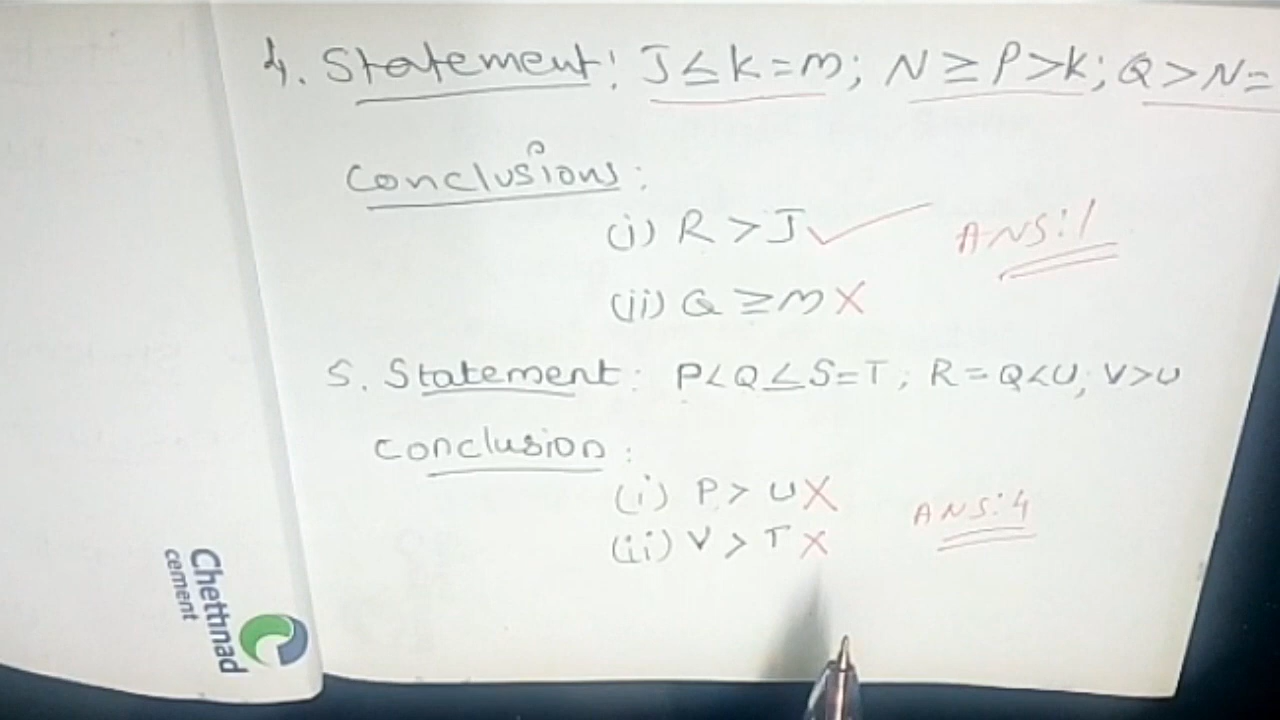 4. Statement: J ≤ K = M; N ≥ P > K; Q > N =
Conclusions:
(i) R > J ✓ ANS: 1
(ii) Q ≥ M X
5. Statement: P < Q ≤ S = T; R = Q < U; V > U
Conclusion:
(i) P > U X ANS: 4
(ii) V > T X
Chettinad
cement